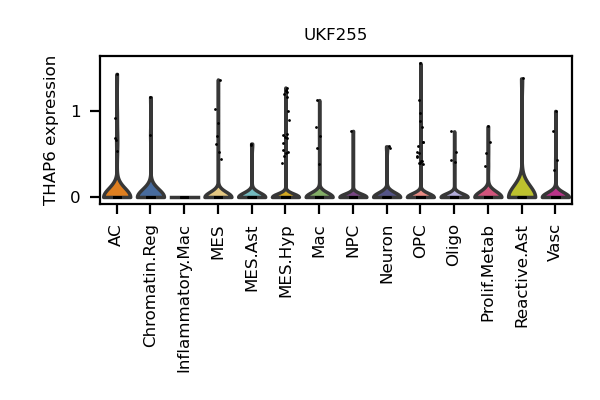 UKF255
THAP6 expression
1
0
AC
Chromatin.Reg
Inflammatory.Mac
MES
MES.Ast
MES.Hyp
Mac
NPC
Neuron
OPC
Oligo
Prolif.Metab
Reactive.Ast
Vasc